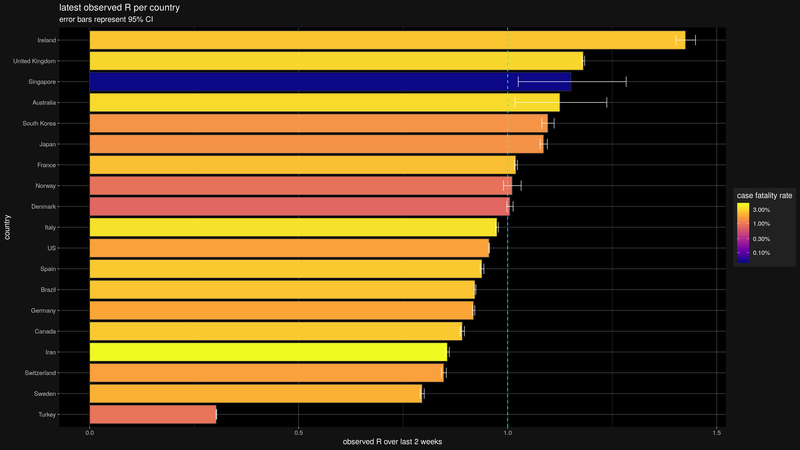 latest observed R per country
error bars represent 95% CI
country
Ireland
United Kingdom
Singapore
Australia
South Korea
Japan
France
Norway
Denmark
Italy
US
Spain
Brazil
Germany
Canada
Iran
Switzerland
Sweden
Turkey
0.0
0.5
1.0
1.5
observed R over last 2 weeks
case fatality rate
3.00%
1.00%
0.30%
0.10%